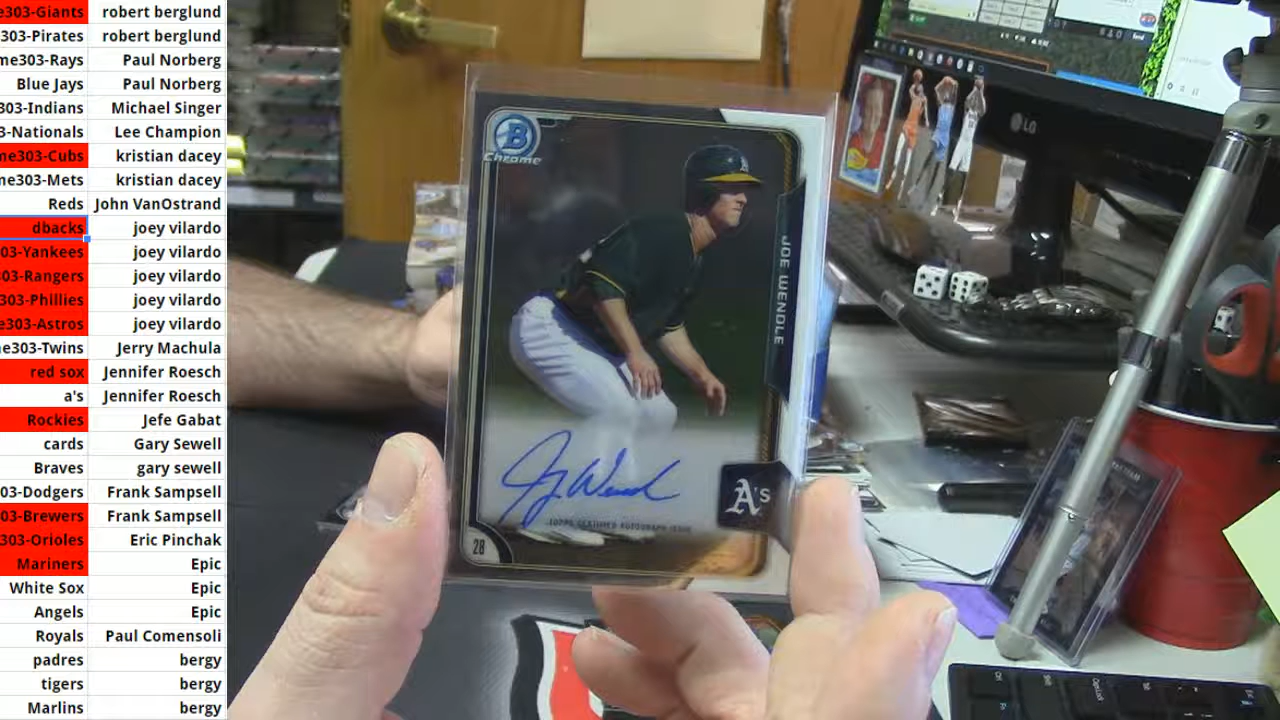 e303-Giants robert berglund
303-Pirates robert berglund
me303-Rays Paul Norberg
Blue Jays Paul Norberg
303-Indians Michael Singer
3-Nationals Lee Champion
me303-Cubs kristian dacey
me303-Mets kristian dacey
Reds John VanOstrand
dbacks joey vilardo
03-Yankees joey vilardo
03-Rangers joey vilardo
303-Phillies joey vilardo
e303-Astros joey vilardo
e303-Twins Jerry Machula
red sox Jennifer Roesch
a's Jennifer Roesch
Rockies Jefe Gabat
cards Gary Sewell
Braves gary sewell
03-Dodgers Frank Sampsell
03-Brewers Frank Sampsell
303-Orioles Eric Pinchak
Mariners Epic
White Sox Epic
Angels Epic
Royals Paul Comensoli
padres bergy
tigers bergy
Marlins bergy
B
Chrome
JOE WENDLE
A's
TOPPS CERTIFIED AUTOGRAPH ISSUE
28
LG